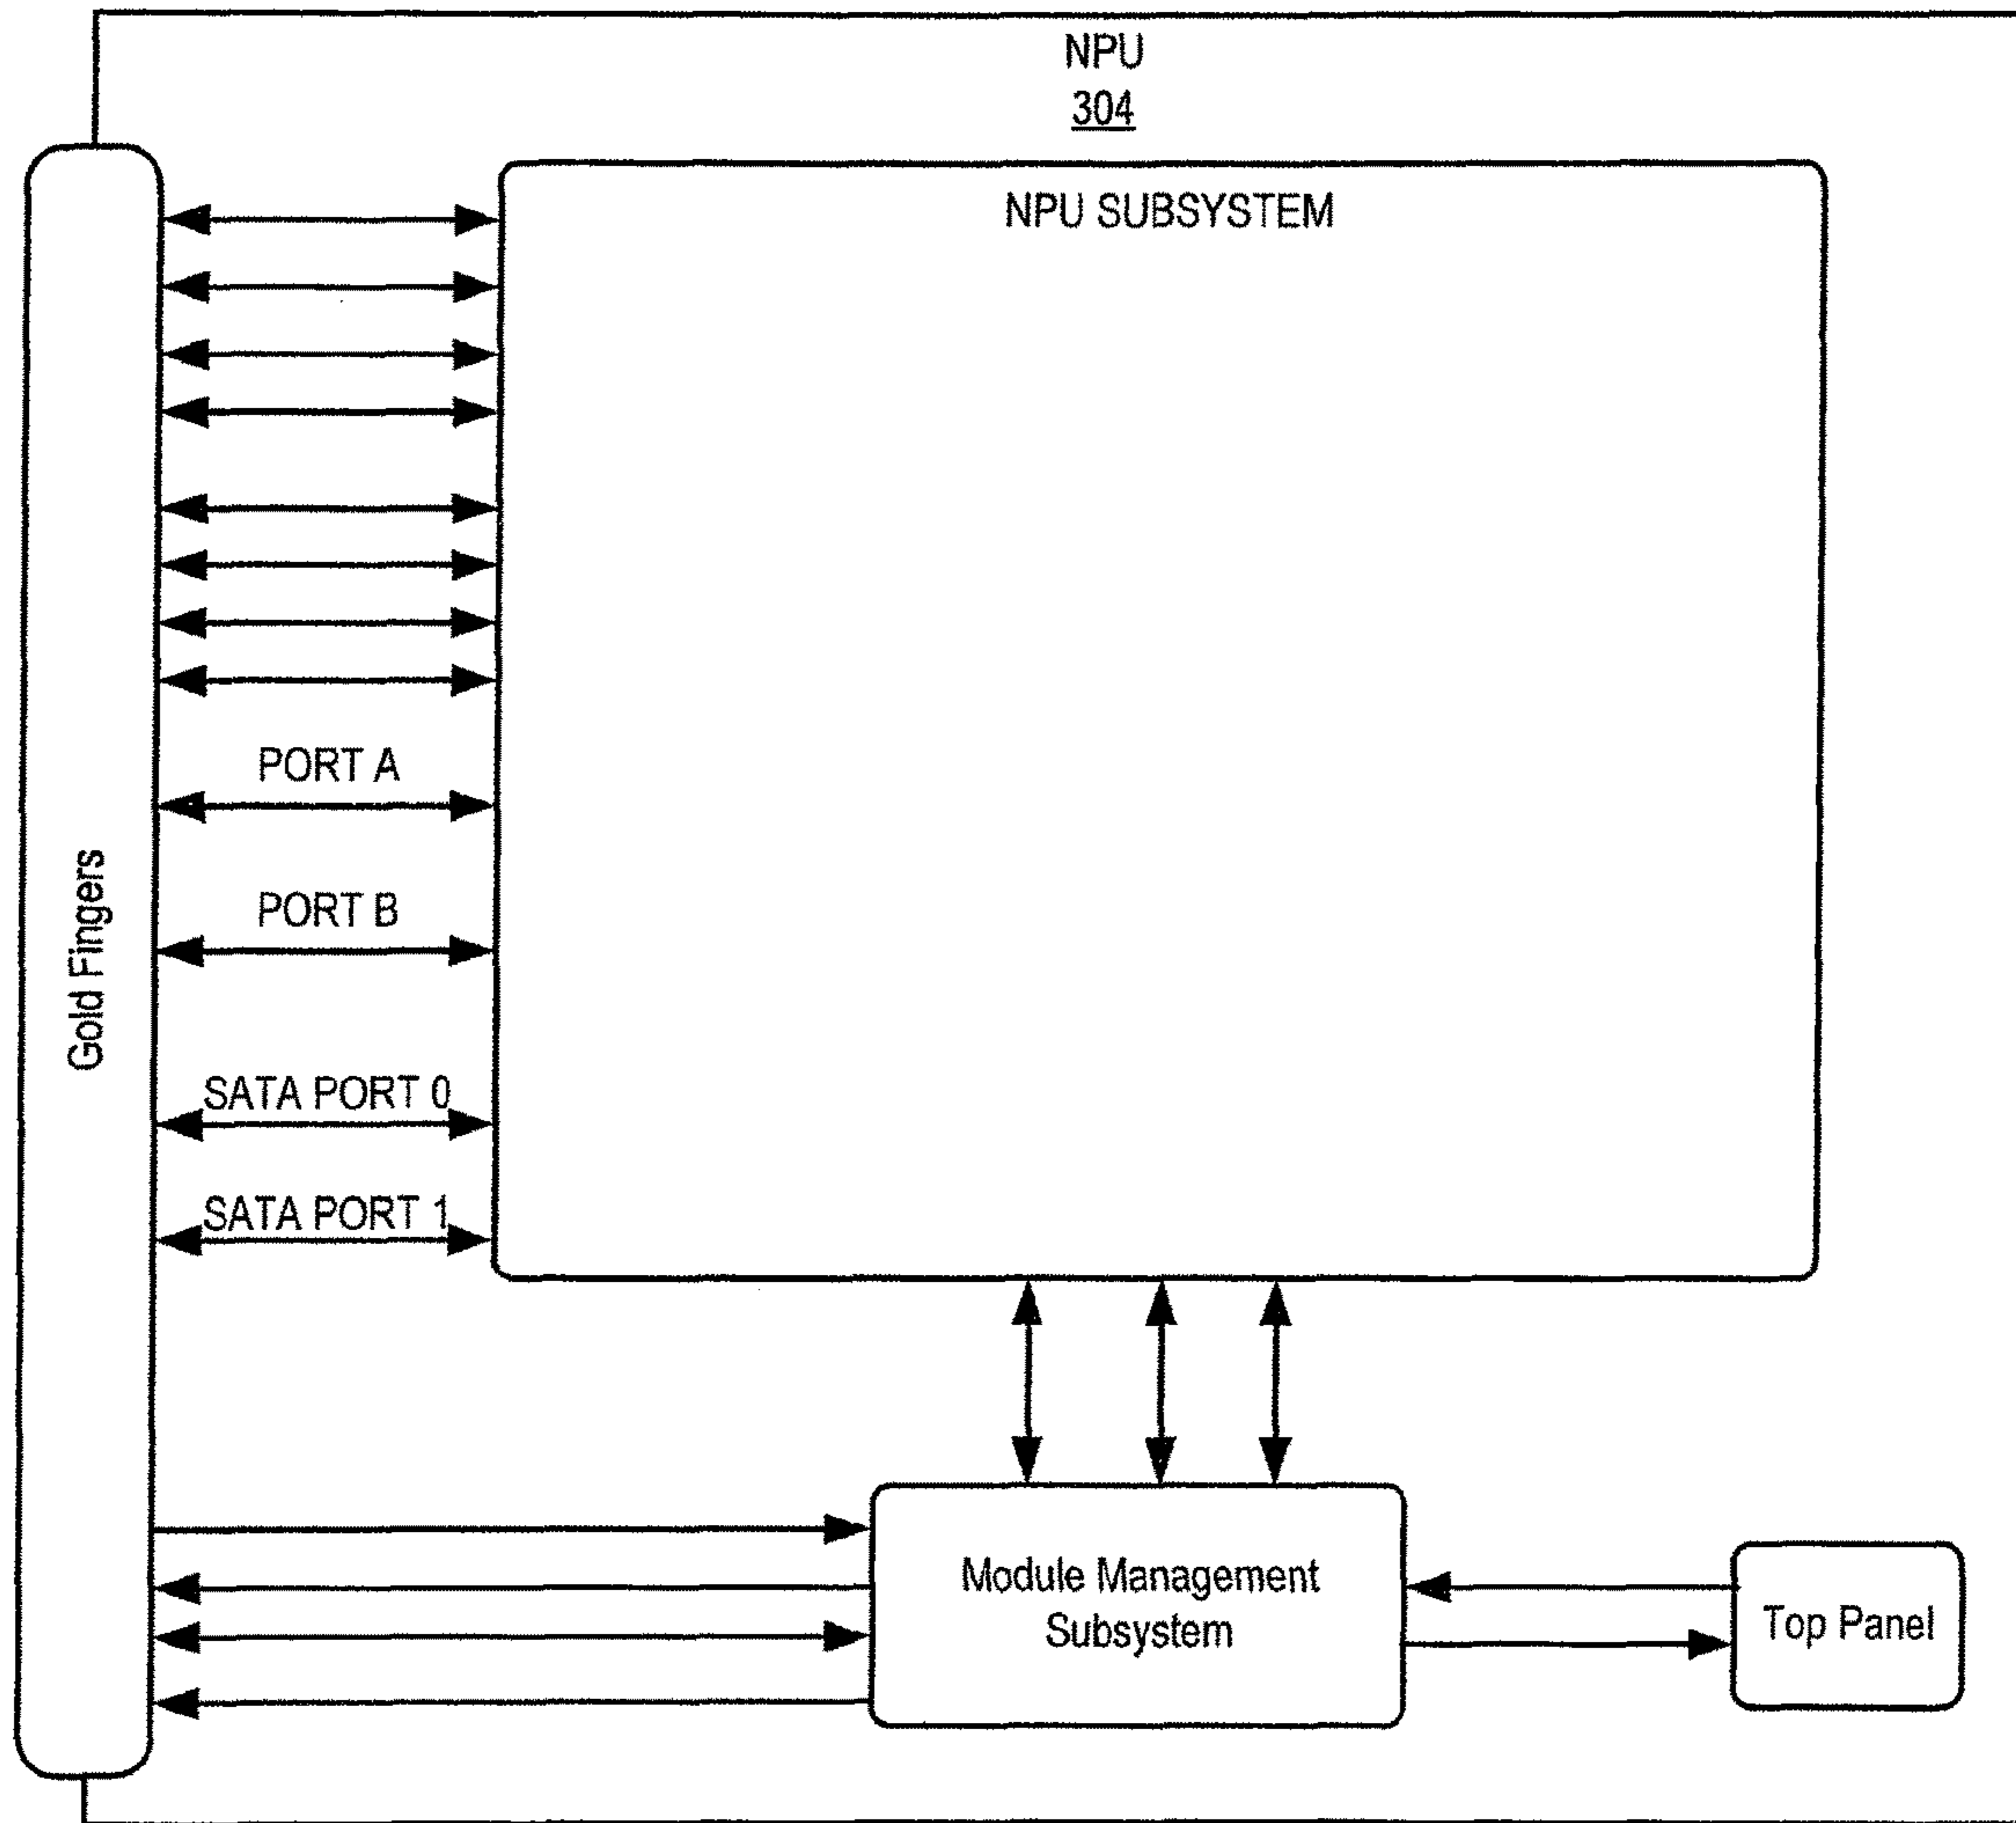 NPU
304
NPU SUBSYSTEM
PORT A
PORT B
Gold Fingers
SATA PORT 0
SATA PORT 1
Module Management
Subsystem
Top Panel